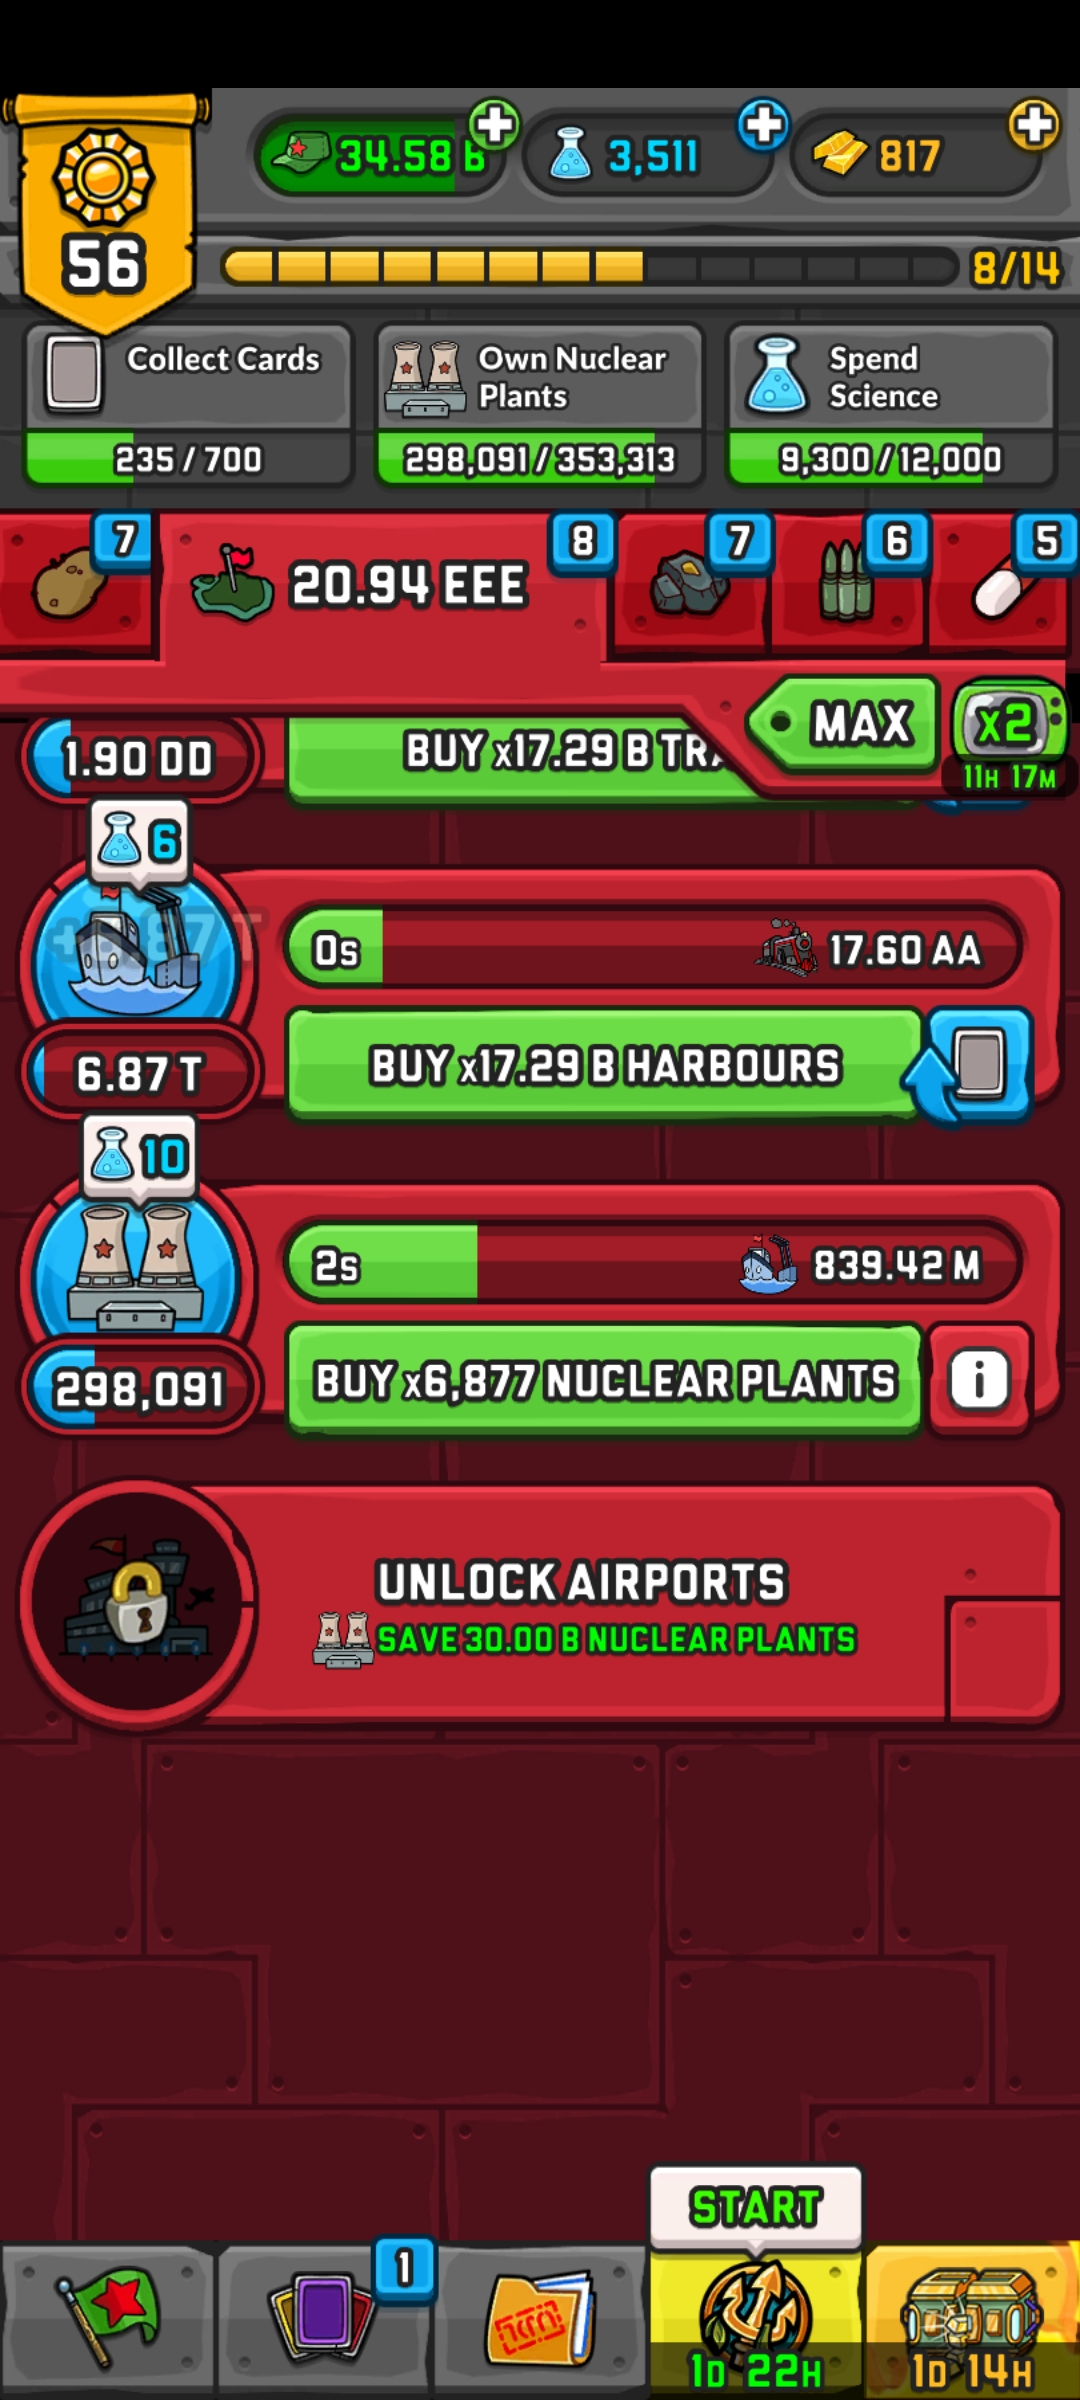 56
34.58 B
3,511
817
8/14
Collect Cards
235 / 700
Own Nuclear
Plants
298,091 / 353,313
Spend
Science
9,300 / 12,000
7
20.94 EEE
8
7
6
5
MAX
x2
11H 17M
1.90 DD
BUY x17.29 B
6
0s
17.60 AA
6.87 T
BUY x17.29 B HARBOURS
10
2s
839.42 M
298,091
BUY x6,877 NUCLEAR PLANTS
i
UNLOCK AIRPORTS
SAVE 30.00 B NUCLEAR PLANTS
START
1
1D 22H
1D 14H